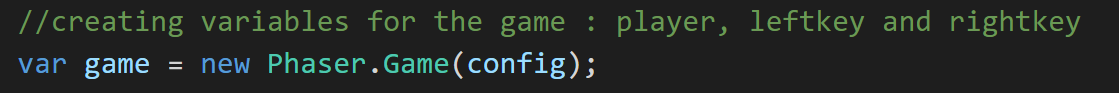 //creating variables for the game : player, leftkey and rightkey
var game = new Phaser.Game(config);